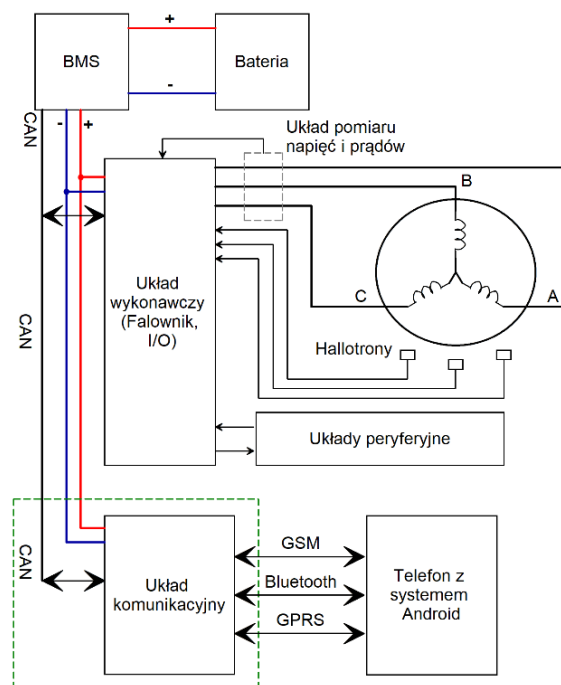 +
BMS
Bateria
-
CAN
-
+
Układ pomiaru
napięć i prądów
B
Układ
wykonawczy
(Falownik,
I/O)
C
A
CAN
Hallotrony
Układy peryferyjne
CAN
GSM
Układ
komunikacyjny
Bluetooth
Telefon z
systemem
Android
GPRS